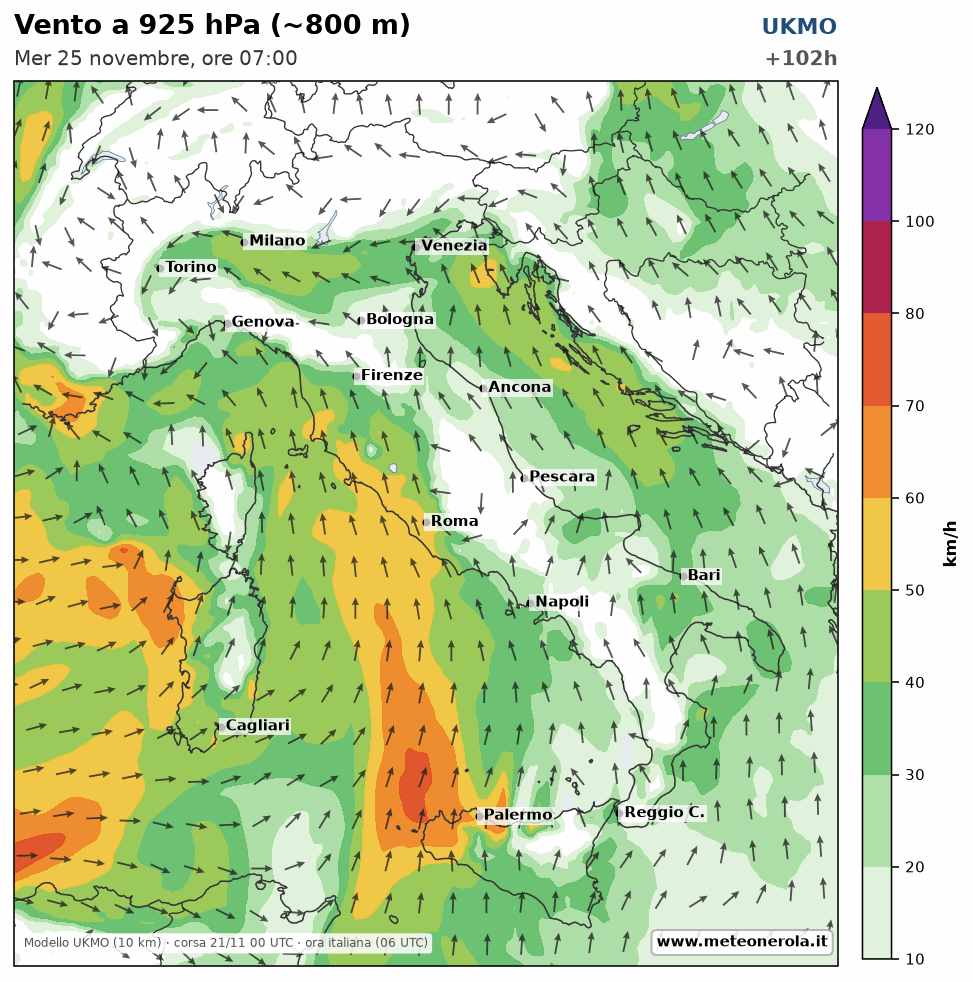 Vento a 925 hPa (~800 m)
UKMO
Mer 25 novembre, ore 07:00
+102h
Milano
Venezia
Torino
Genova
Bologna
Firenze
Ancona
Pescara
Roma
Bari
Napoli
Cagliari
Palermo
Reggio C.
120
100
80
70
60
50
40
30
20
10
km/h
Modello UKMO (10 km) · corsa 21/11 00 UTC · ora italiana (06 UTC)
www.meteonerola.it